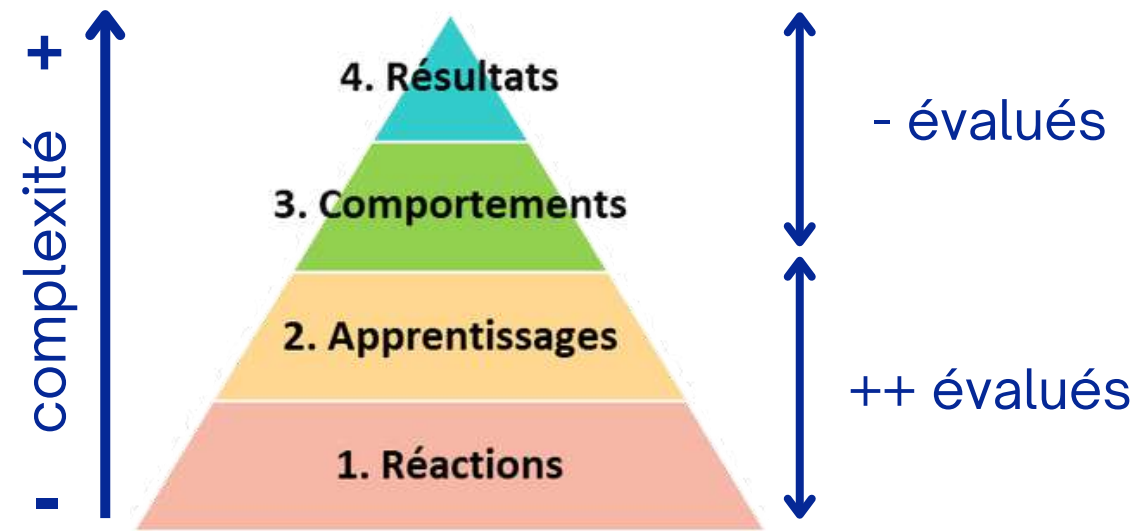 +
complexité
-
4. Résultats
3. Comportements
2. Apprentissages
1. Réactions
- évalués
++ évalués